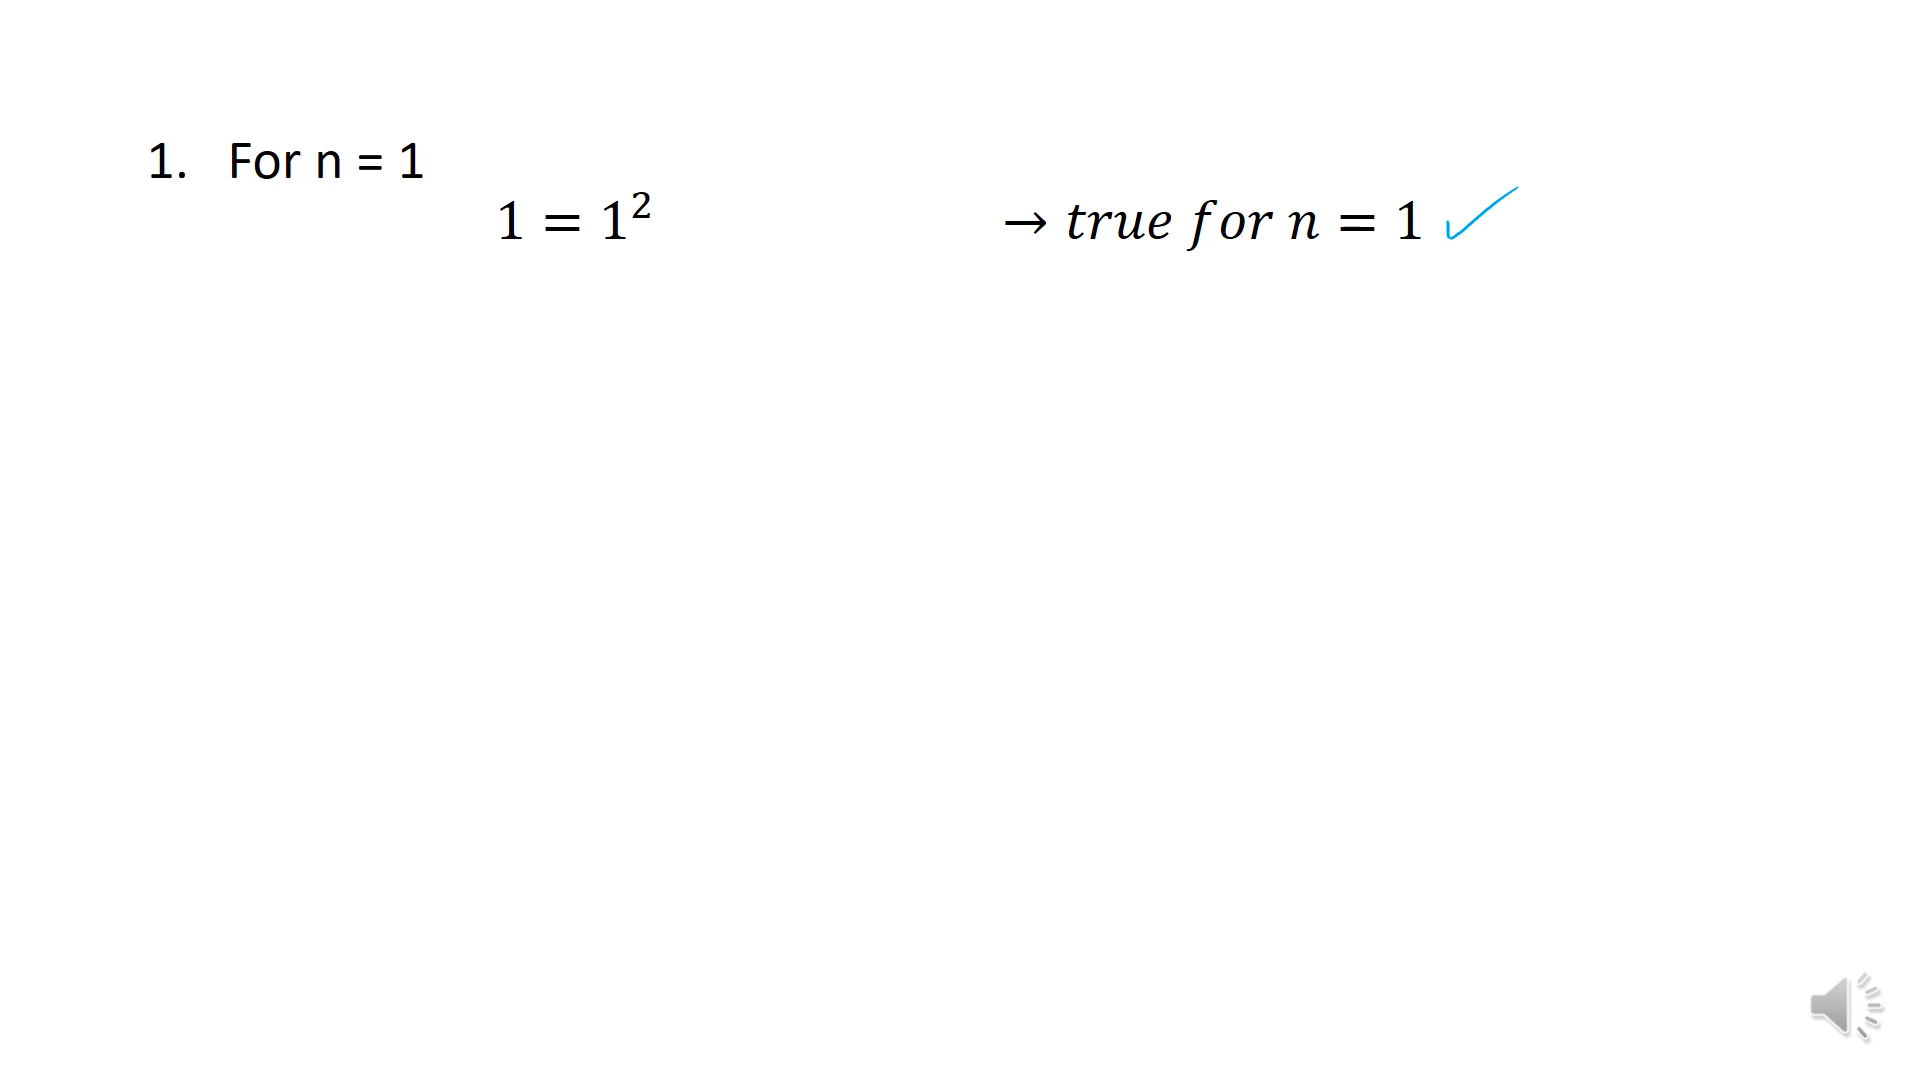 1. For n = 1
1 = 1² → true for n = 1 ✓